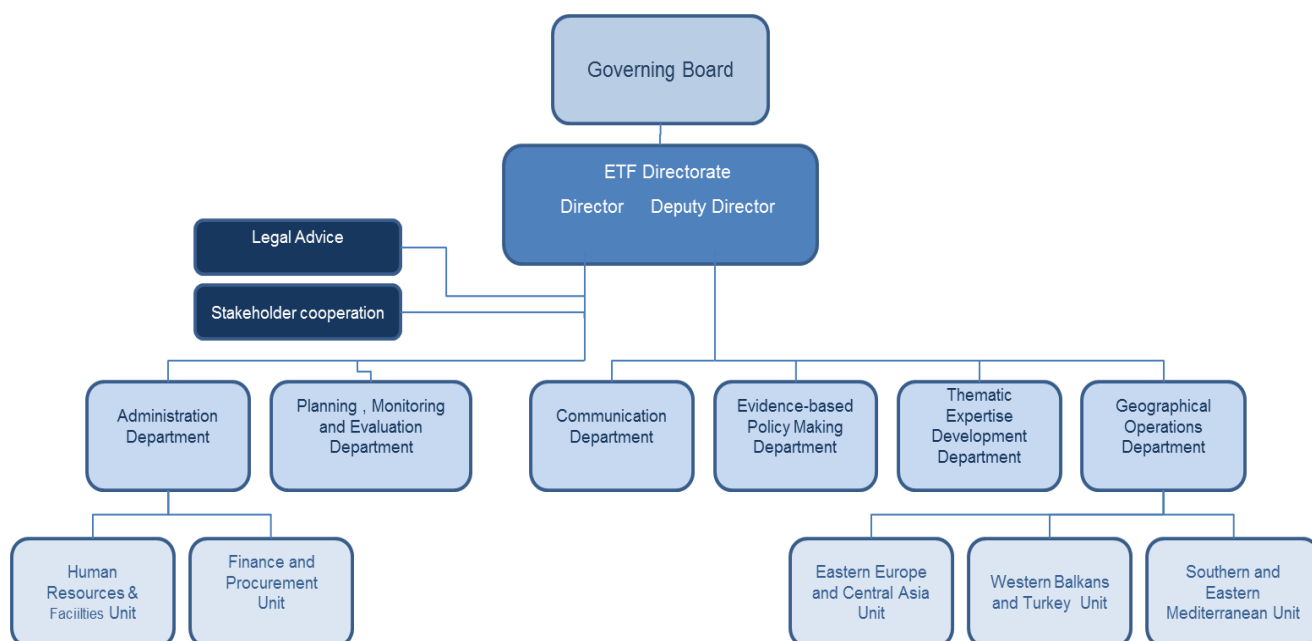 Governing Board
ETF Directorate
Director Deputy Director
Legal Advice
Stakeholder cooperation
Administration
Department
Planning , Monitoring
and Evaluation
Department
Communication
Department
Evidence-based
Policy Making
Department
Thematic
Expertise
Development
Department
Geographical
Operations
Department
Human
Resources &
Facilties Unit
Finance and
Procurement
Unit
Eastern Europe
and Central Asia
Unit
Western Balkans
and Turkey Unit
Southern and
Eastern
Mediterranean Unit